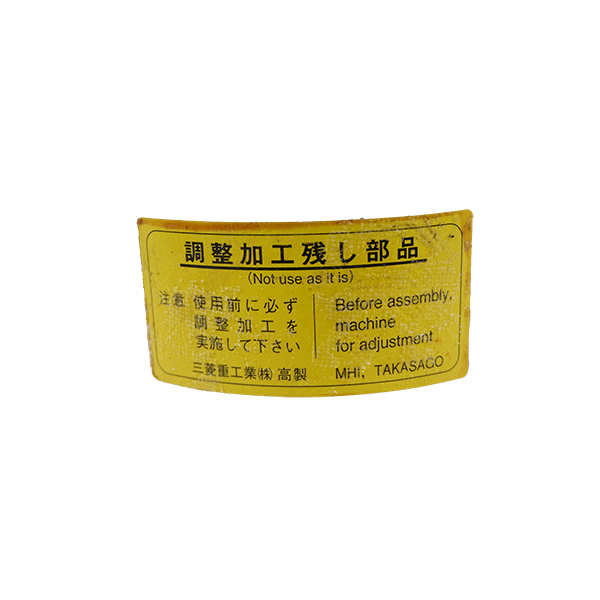 調整加工残し部品
(Not use as it is)
注意 使用前に必ず
調整加工を
実施して下さい
三菱重工業(株) 高製
Before assembly,
machine
for adjustment
MHI, TAKASAGO